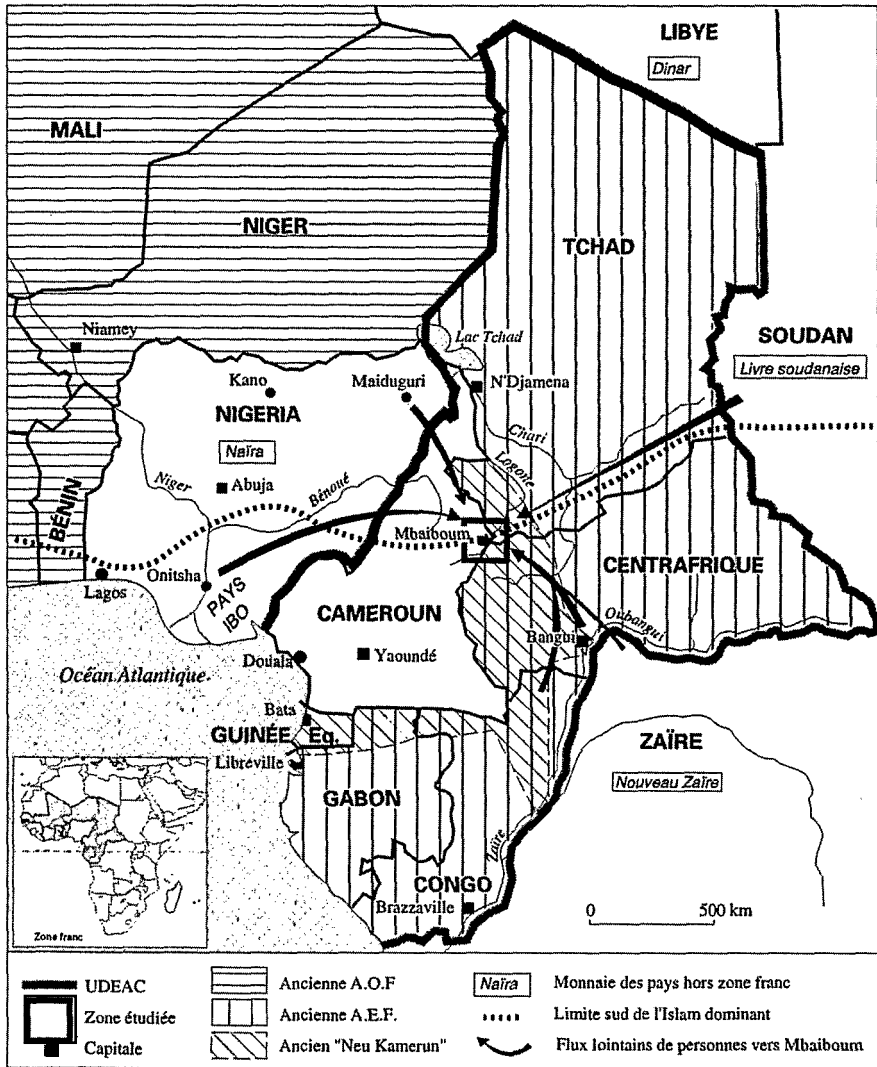 LIBYE
Dinar
MALI
NIGER
TCHAD
Niamey
Lac Tchad
SOUDAN
Livre soudanaise
Kano
Maiduguri
N'Djamena
NIGERIA
Naïra
Chari
Logone
Niger
Abuja
Bénoué
BÉNIN
Mbaiboum
CENTRAFRIQUE
Lagos
Onitsha
PAYS
IBO
CAMEROUN
Oubangui
Bangui
Douala
Yaoundé
Océan Atlantique
Bata
GUINÉE Eq.
ZAÏRE
Libreville
Nouveau Zaïre
GABON
Zaïre
CONGO
Brazzaville
0 500 km
Zone franc
UDEAC
Zone étudiée
Capitale
Ancienne A.O.F
Ancienne A.E.F.
Ancien "Neu Kamerun"
Naïra
Monnaie des pays hors zone franc
Limite sud de l'Islam dominant
Flux lointains de personnes vers Mbaiboum